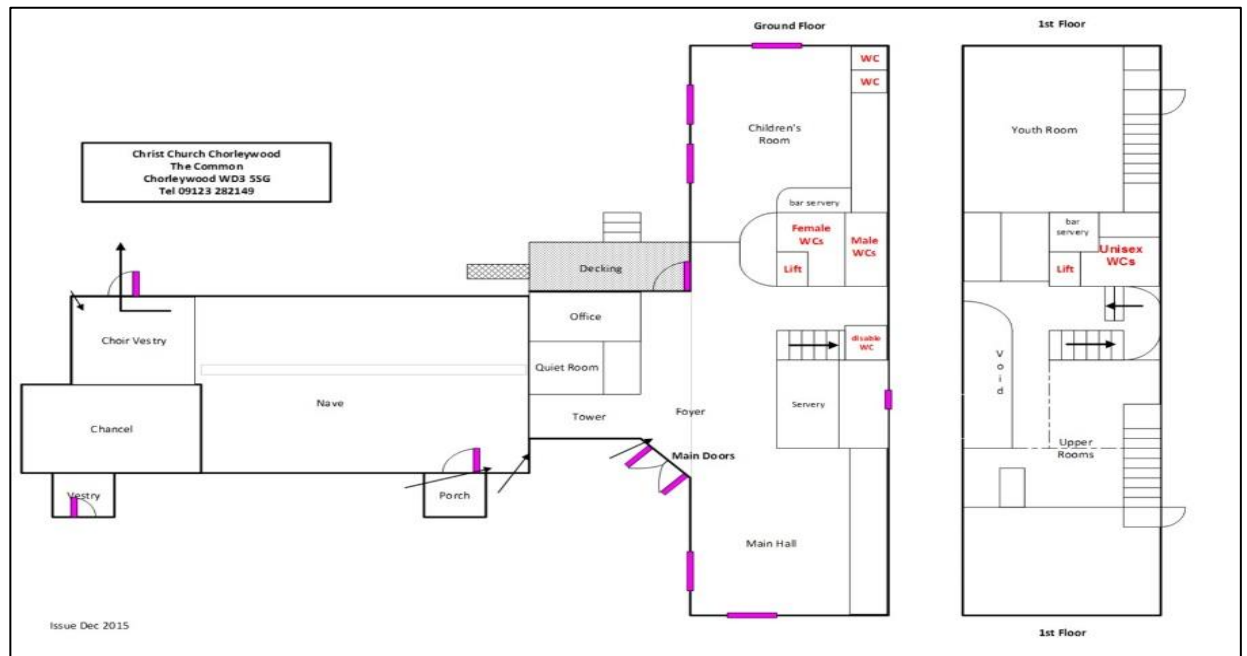 Ground Floor
1st Floor
WC
WC
Christ Church Chorleywood
The Common
Chorleywood WD3 5SG
Tel 09123 282149
Children's
Room
Youth Room
bar servery
Female
WCs
Male
WCs
Lift
bar
servery
Unisex
WCs
Lift
Decking
Office
Choir Vestry
Quiet Room
disable
WC
Void
Nave
Tower
Foyer
Servery
Chancel
Main Doors
Upper
Rooms
Vestry
Porch
Main Hall
Issue Dec 2015
1st Floor